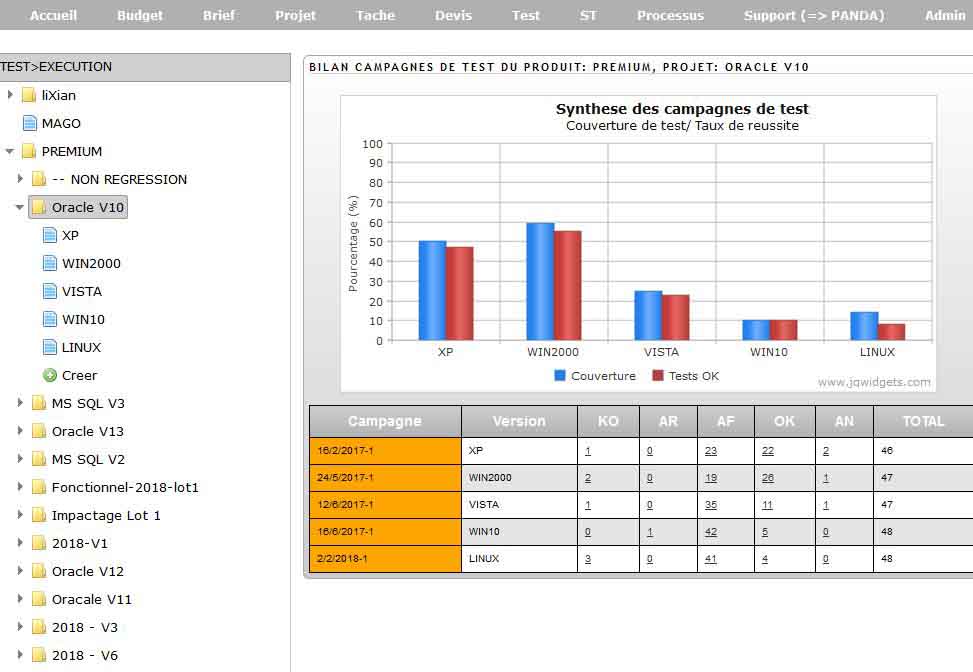 Accueil Budget Brief Projet Tache Devis Test ST Processus Support (=> PANDA) Admin
TEST>EXECUTION
liXian
MAGO
PREMIUM
-- NON REGRESSION
Oracle V10
XP
WIN2000
VISTA
WIN10
LINUX
Creer
MS SQL V3
Oracle V13
MS SQL V2
Fonctionnel-2018-lot1
Impactage Lot 1
2018-V1
Oracle V12
Oracale V11
2018 - V3
2018 - V6
BILAN CAMPAGNES DE TEST DU PRODUIT: PREMIUM, PROJET: ORACLE V10
Synthese des campagnes de test
Couverture de test/ Taux de reussite
Pourcentage (%)
100
90
80
70
60
50
40
30
20
10
0
XP WIN2000 VISTA WIN10 LINUX
Couverture Tests OK
www.jqwidgets.com
Campagne Version KO AR AF OK AN TOTAL
16/2/2017-1 XP 1 0 23 22 2 46
24/5/2017-1 WIN2000 2 0 19 26 1 47
12/6/2017-1 VISTA 1 0 35 11 1 47
16/6/2017-1 WIN10 0 1 42 5 0 48
2/2/2018-1 LINUX 3 0 41 4 0 48